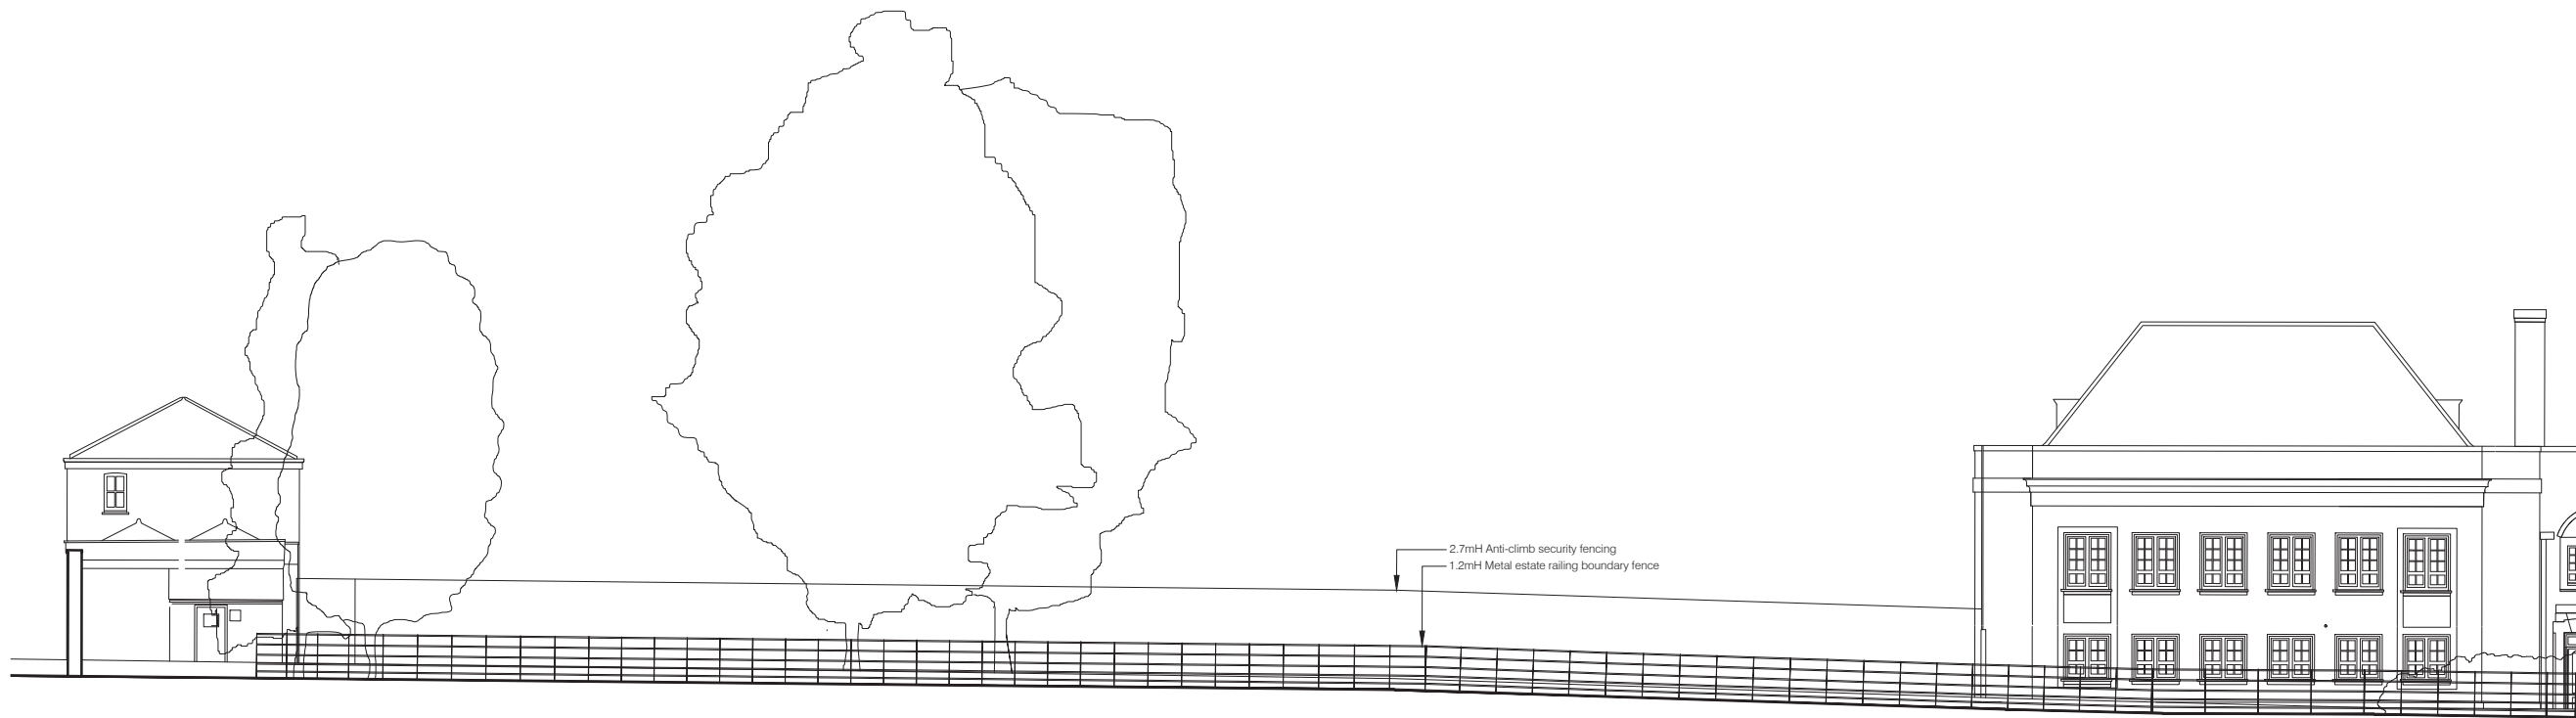 2.7mH Anti-climb security fencing
1.2mH Metal estate railing boundary fence